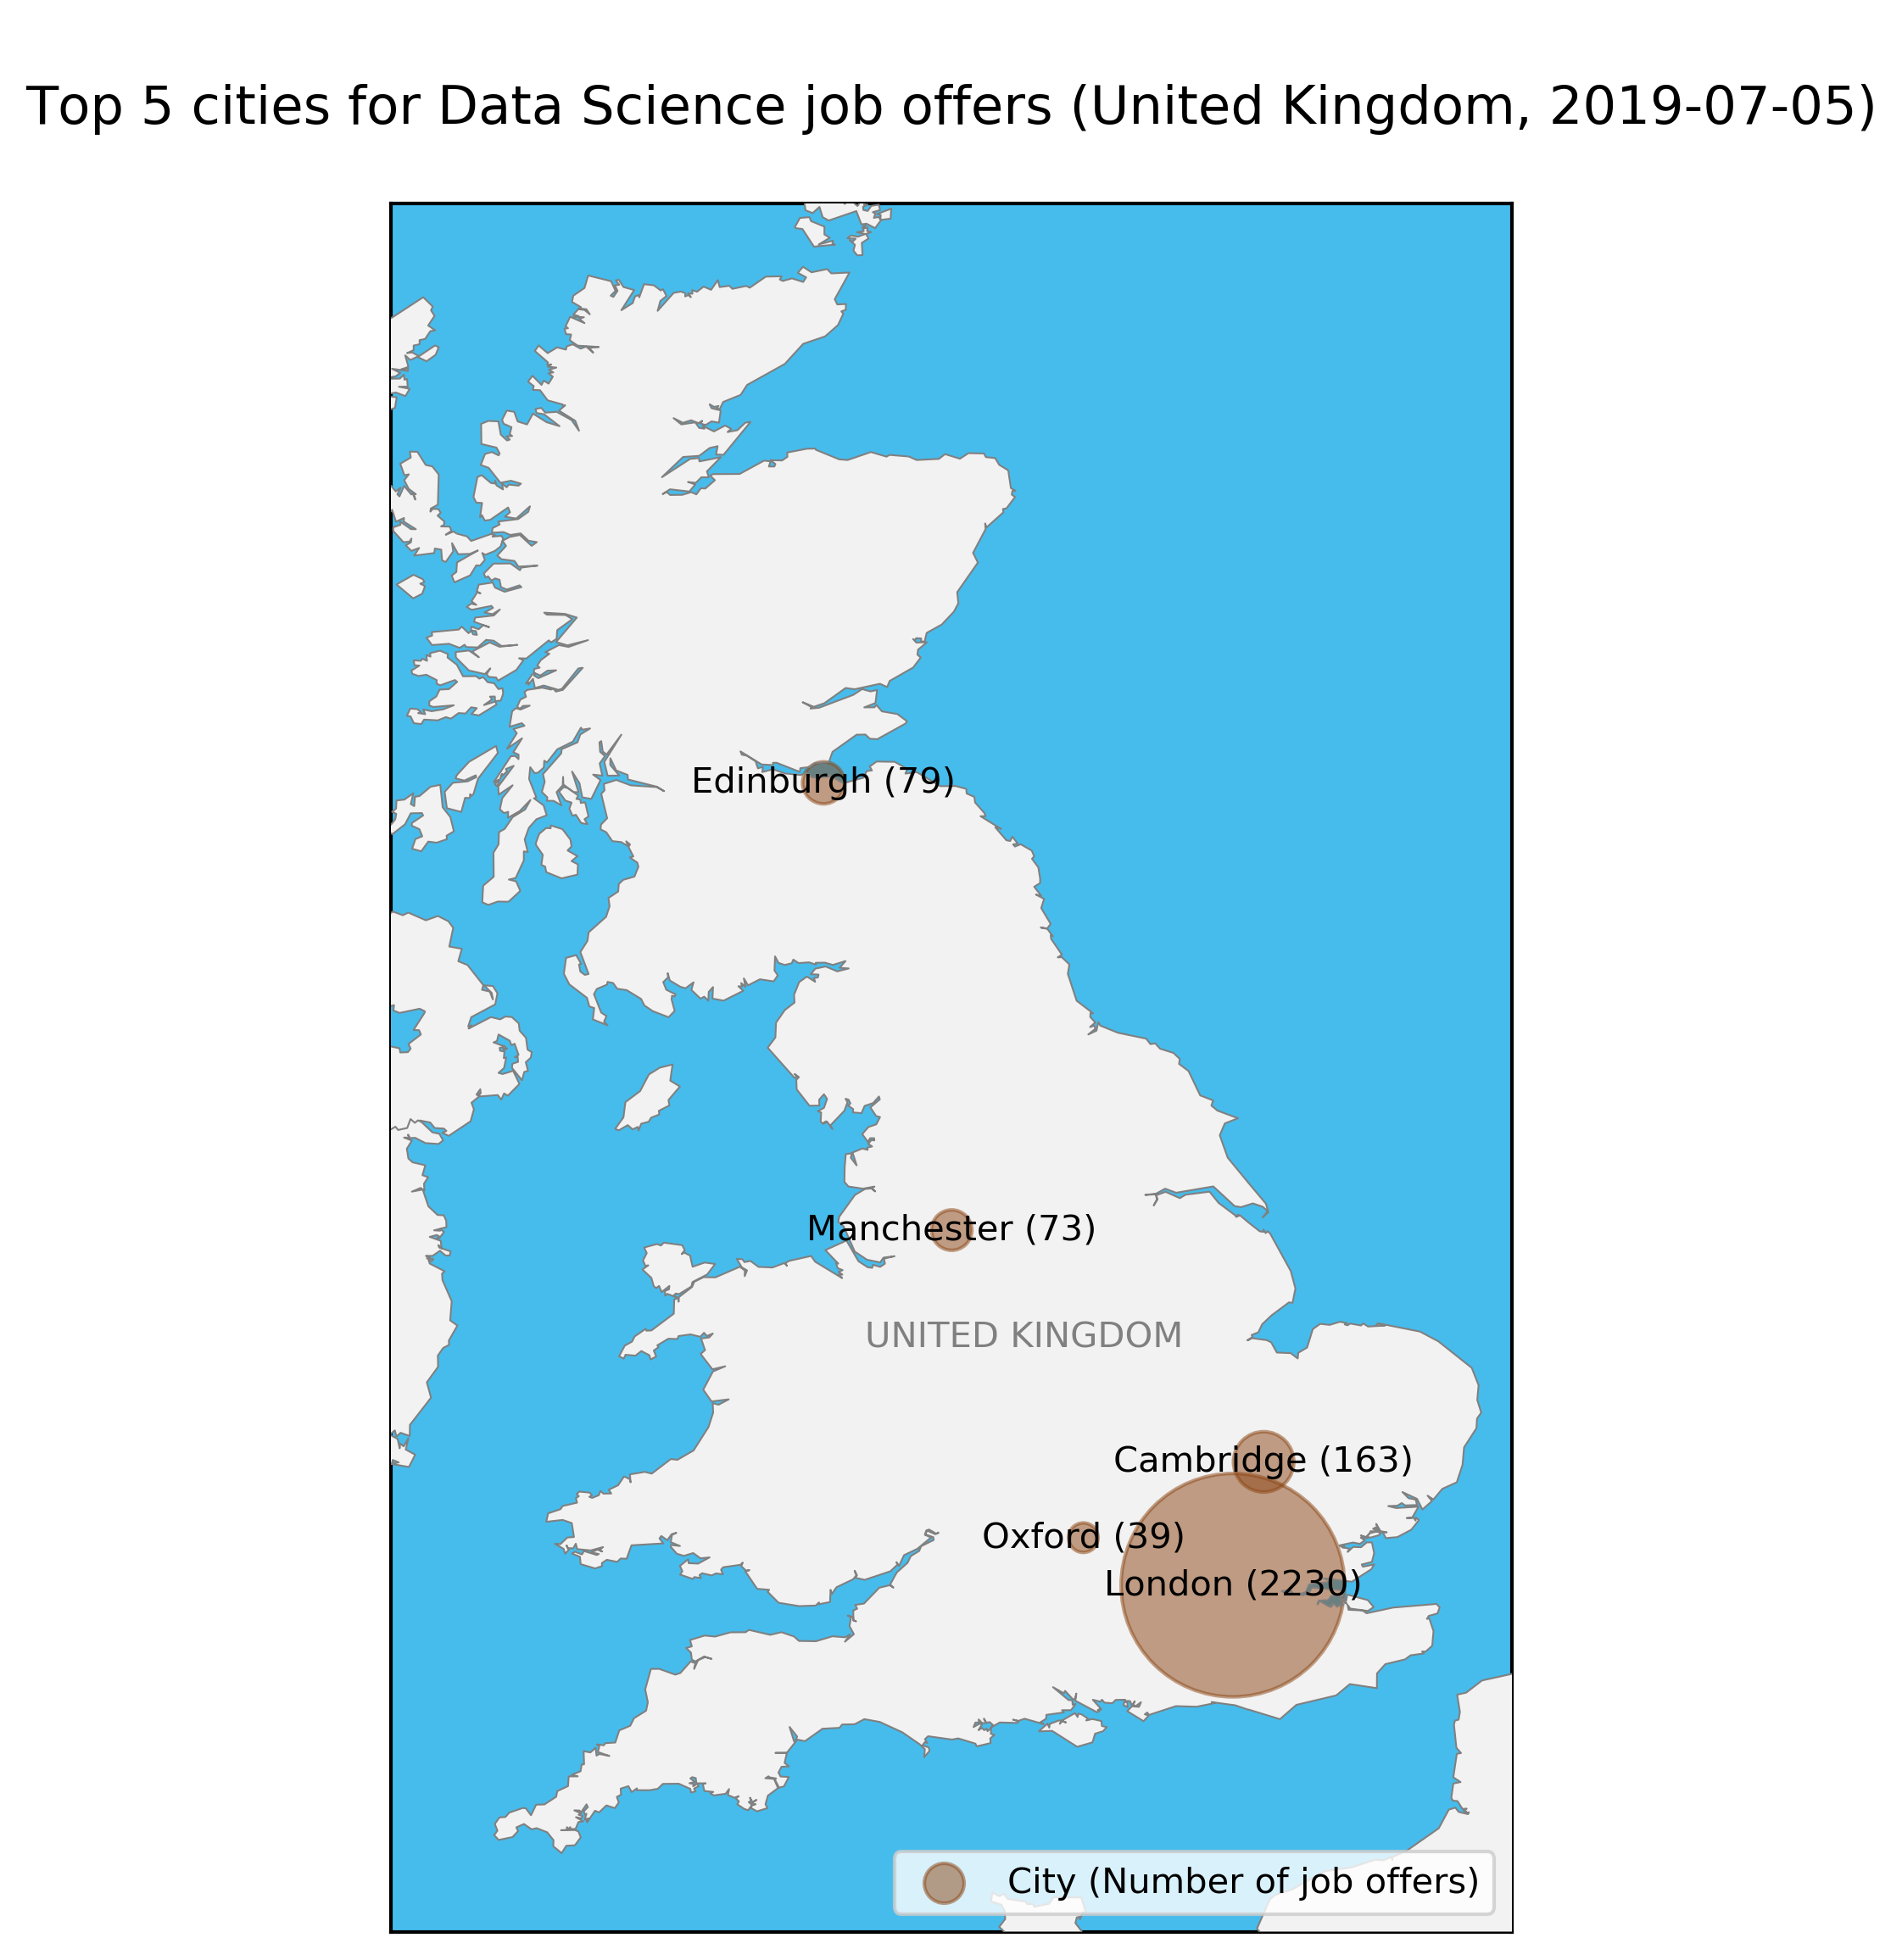 Top 5 cities for Data Science job offers (United Kingdom, 2019-07-05)
Edinburgh (79)
Manchester (73)
UNITED KINGDOM
Cambridge (163)
Oxford (39)
London (2230)
City (Number of job offers)